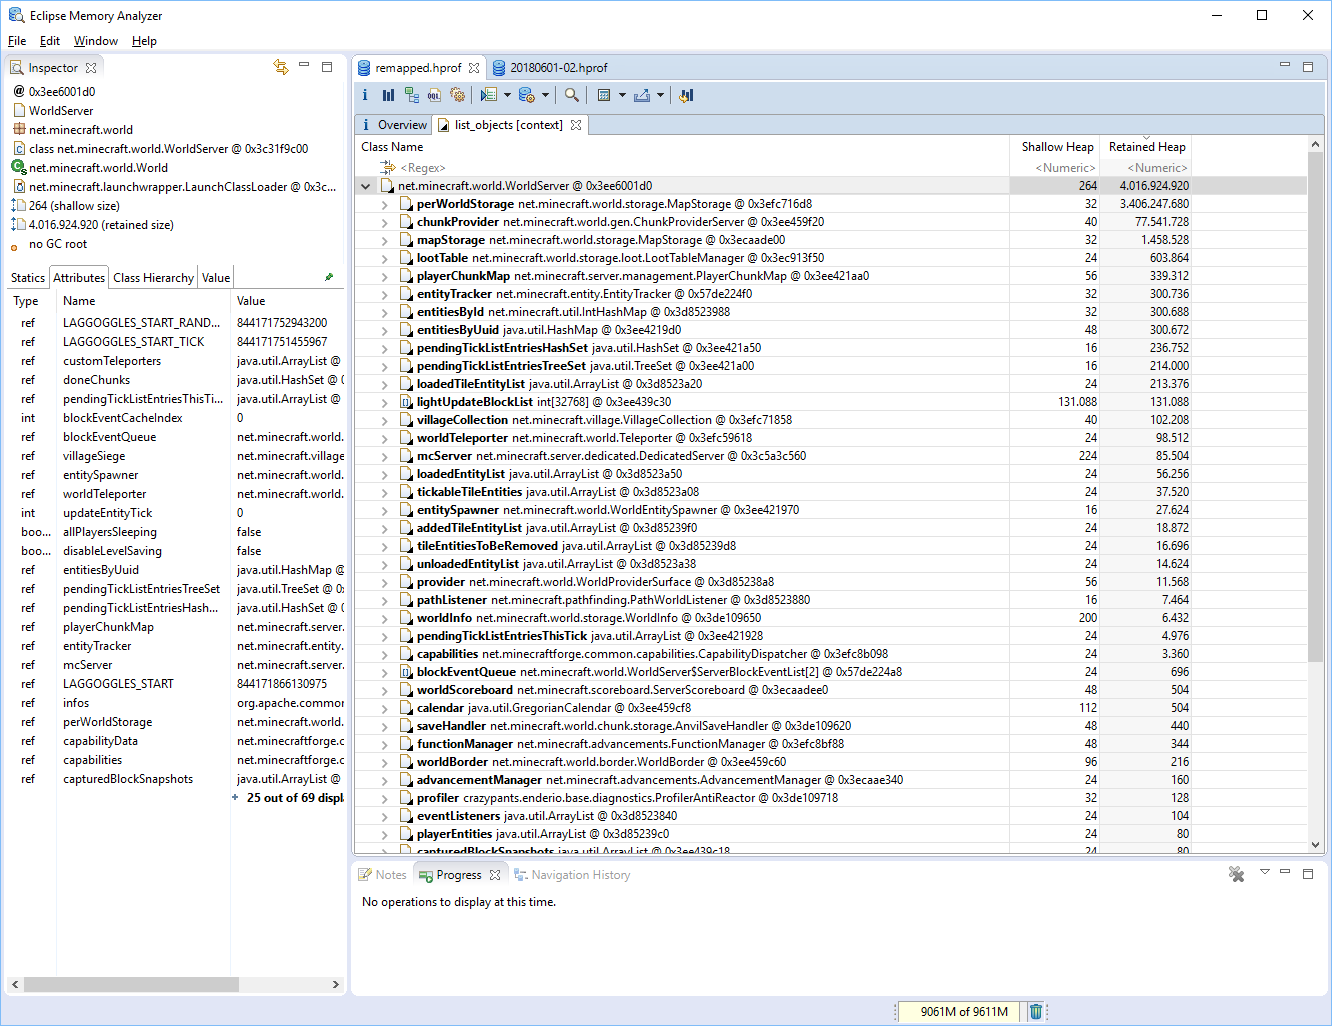 Eclipse Memory Analyzer
File Edit Window Help
Inspector
@ 0x3ee6001d0
WorldServer
net.minecraft.world
class net.minecraft.world.WorldServer @ 0x3c31f9c00
net.minecraft.world.World
net.minecraft.launchwrapper.LaunchClassLoader @ 0x3c...
264 (shallow size)
4.016.924.920 (retained size)
no GC root
Statics Attributes Class Hierarchy Value
Type Name Value
ref LAGGOGGLES_START_RAND... 844171752943200
ref LAGGOGGLES_START_TICK 844171751455967
ref customTeleporters java.util.ArrayList @
ref doneChunks java.util.HashSet @ 0
ref pendingTickListEntriesThisTi... java.util.ArrayList @
int blockEventCacheIndex 0
ref blockEventQueue net.minecraft.world.
ref villageSiege net.minecraft.village
ref entitySpawner net.minecraft.world.
ref worldTeleporter net.minecraft.world.
int updateEntityTick 0
boo... allPlayersSleeping false
boo... disableLevelSaving false
ref entitiesByUuid java.util.HashMap @
ref pendingTickListEntriesTreeSet java.util.TreeSet @ 0x
ref pendingTickListEntriesHash... java.util.HashSet @ 0
ref playerChunkMap net.minecraft.server.
ref entityTracker net.minecraft.entity.
ref mcServer net.minecraft.server.
ref LAGGOGGLES_START 844171866130975
ref infos org.apache.common
ref perWorldStorage net.minecraft.world.
ref capabilityData net.minecraftforge.c
ref capabilities net.minecraftforge.c
ref capturedBlockSnapshots java.util.ArrayList @
25 out of 69 displ
remapped.hprof 20180601-02.hprof
i Overview list_objects [context]
Class Name Shallow Heap Retained Heap
<Regex> <Numeric> <Numeric>
net.minecraft.world.WorldServer @ 0x3ee6001d0 264 4.016.924.920
perWorldStorage net.minecraft.world.storage.MapStorage @ 0x3efc716d8 32 3.406.247.680
chunkProvider net.minecraft.world.gen.ChunkProviderServer @ 0x3ee459f20 40 77.541.728
mapStorage net.minecraft.world.storage.MapStorage @ 0x3ecaade00 32 1.458.528
lootTable net.minecraft.world.storage.loot.LootTableManager @ 0x3ec913f50 24 603.864
playerChunkMap net.minecraft.server.management.PlayerChunkMap @ 0x3ee421aa0 56 339.312
entityTracker net.minecraft.entity.EntityTracker @ 0x57de224f0 32 300.736
entitiesById net.minecraft.util.IntHashMap @ 0x3d8523988 32 300.688
entitiesByUuid java.util.HashMap @ 0x3ee4219d0 48 300.672
pendingTickListEntriesHashSet java.util.HashSet @ 0x3ee421a50 16 236.752
pendingTickListEntriesTreeSet java.util.TreeSet @ 0x3ee421a00 16 214.000
loadedTileEntityList java.util.ArrayList @ 0x3d8523a20 24 213.376
lightUpdateBlockList int[32768] @ 0x3ee439c30 131.088 131.088
villageCollection net.minecraft.village.VillageCollection @ 0x3efc71858 40 102.208
worldTeleporter net.minecraft.world.Teleporter @ 0x3efc59618 24 98.512
mcServer net.minecraft.server.dedicated.DedicatedServer @ 0x3c5a3c560 224 85.504
loadedEntityList java.util.ArrayList @ 0x3d8523a50 24 56.256
tickableTileEntities java.util.ArrayList @ 0x3d8523a08 24 37.520
entitySpawner net.minecraft.world.WorldEntitySpawner @ 0x3ee421970 16 27.624
addedTileEntityList java.util.ArrayList @ 0x3d85239f0 24 18.872
tileEntitiesToBeRemoved java.util.ArrayList @ 0x3d85239d8 24 16.696
unloadedEntityList java.util.ArrayList @ 0x3d8523a38 24 14.624
provider net.minecraft.world.WorldProviderSurface @ 0x3d85238a8 56 11.568
pathListener net.minecraft.pathfinding.PathWorldListener @ 0x3d8523880 16 7.464
worldInfo net.minecraft.world.storage.WorldInfo @ 0x3de109650 200 6.432
pendingTickListEntriesThisTick java.util.ArrayList @ 0x3ee421928 24 4.976
capabilities net.minecraftforge.common.capabilities.CapabilityDispatcher @ 0x3efc8b098 24 3.360
blockEventQueue net.minecraft.world.WorldServer$ServerBlockEventList[2] @ 0x57de224a8 24 696
worldScoreboard net.minecraft.scoreboard.ServerScoreboard @ 0x3ecaadee0 48 504
calendar java.util.GregorianCalendar @ 0x3ee459cf8 112 504
saveHandler net.minecraft.world.chunk.storage.AnvilSaveHandler @ 0x3de109620 48 440
functionManager net.minecraft.advancements.FunctionManager @ 0x3efc8bf88 48 344
worldBorder net.minecraft.world.border.WorldBorder @ 0x3ee459c60 96 216
advancementManager net.minecraft.advancements.AdvancementManager @ 0x3ecaae340 24 160
profiler crazypants.enderio.base.diagnostics.ProfilerAntiReactor @ 0x3de109718 32 128
eventListeners java.util.ArrayList @ 0x3d8523840 24 104
playerEntities java.util.ArrayList @ 0x3d85239c0 24 80
capturedBlockSnapshots java.util.ArrayList @ 0x3ee439c18 24 80
Notes Progress Navigation History
No operations to display at this time.
9061M of 9611M